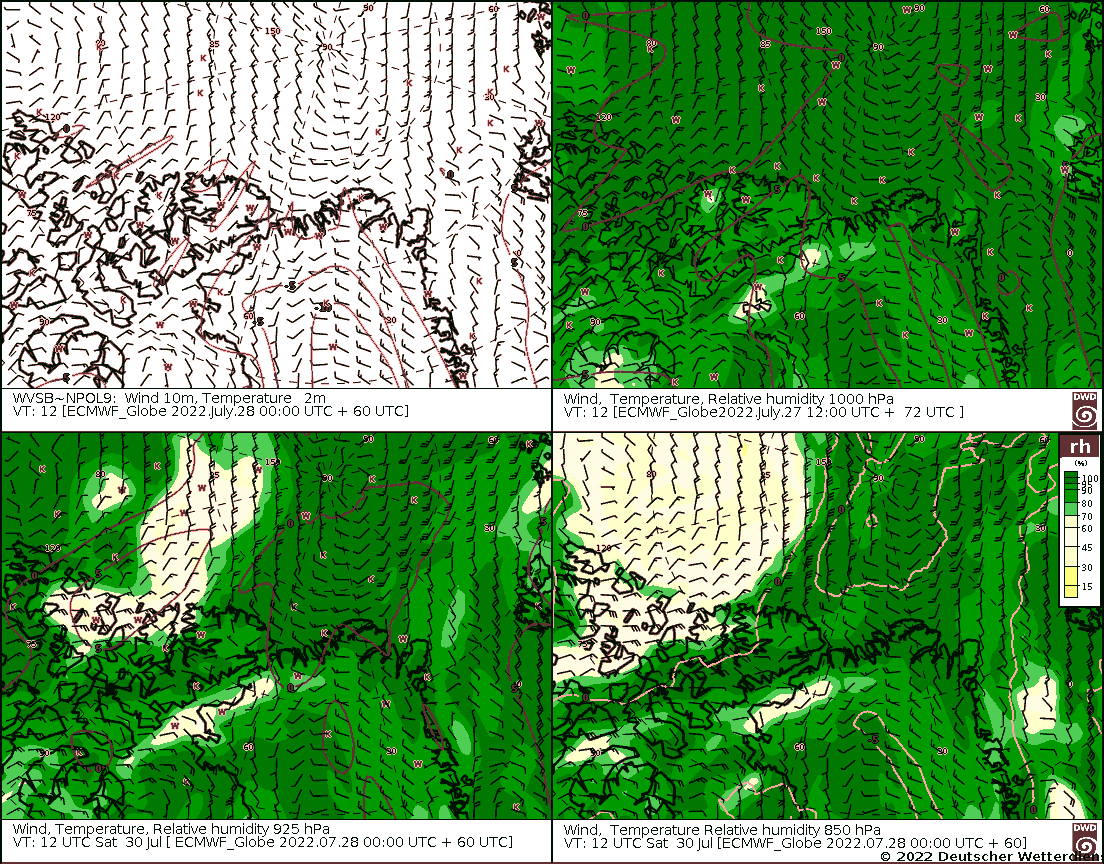 WVSB~NPOL9: Wind 10m, Temperature 2m
VT: 12 [ECMWF_Globe 2022.July.28 00:00 UTC + 60 UTC]
Wind, Temperature, Relative humidity 1000 hPa
VT: 12 [ECMWF_Globe2022.July.27 12:00 UTC + 72 UTC ]
DWD
rh
(%)
100
95
90
80
70
60
45
30
15
Wind, Temperature, Relative humidity 925 hPa
VT: 12 UTC Sat 30 Jul [ ECMWF_Globe 2022.07.28 00:00 UTC + 60 UTC]
Wind, Temperature Relative humidity 850 hPa
VT: 12 UTC Sat 30 Jul [ECMWF_Globe 2022.07.28 00:00 UTC + 60]
DWD
© 2022 Deutscher Wetterdienst